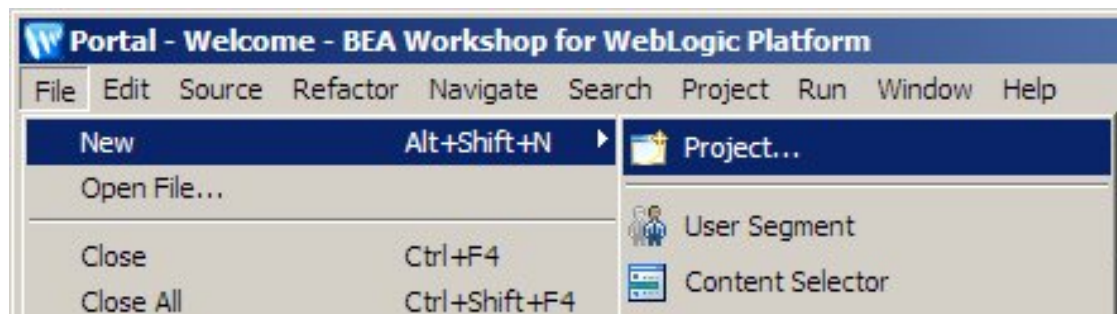 Portal - Welcome - BEA Workshop for WebLogic Platform
File Edit Source Refactor Navigate Search Project Run Window Help
New Alt+Shift+N Project...
Open File...
User Segment
Close Ctrl+F4
Content Selector
Close All Ctrl+Shift+F4